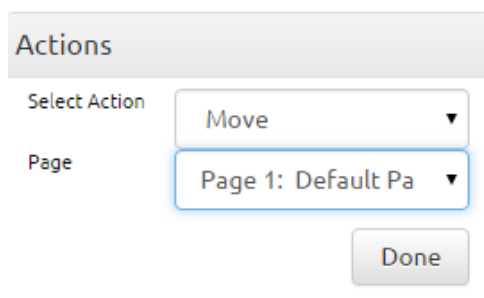 Actions
Select Action
Move
Page
Page 1: Default Pa
Done